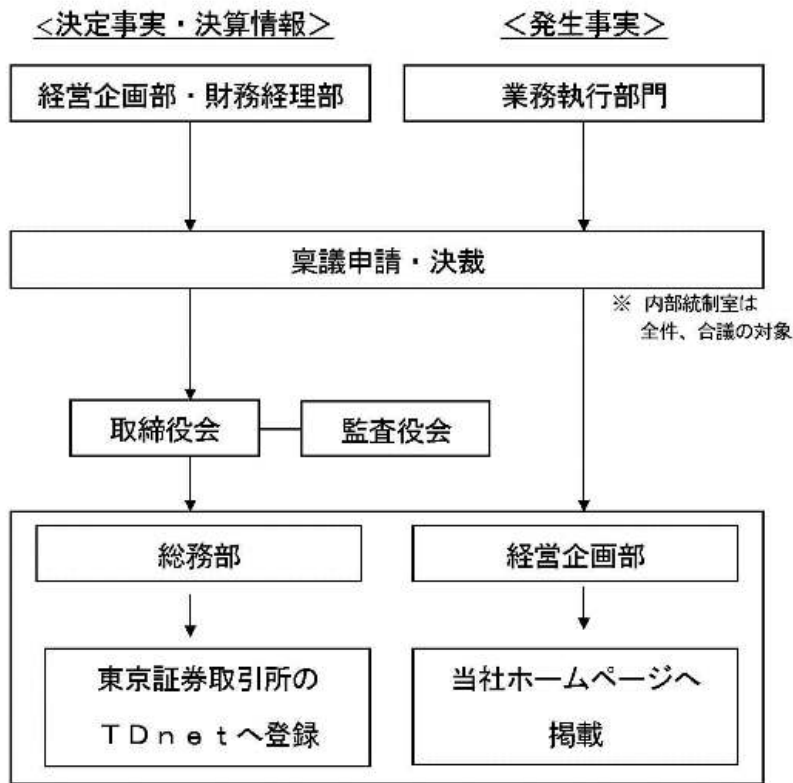 <決定事実・決算情報>
<発生事実>
経営企画部・財務経理部
業務執行部門
稟議申請・決裁
※ 内部統制室は
全件、合議の対象
取締役会
監査役会
総務部
経営企画部
東京証券取引所の
TDnetへ登録
当社ホームページへ
掲載